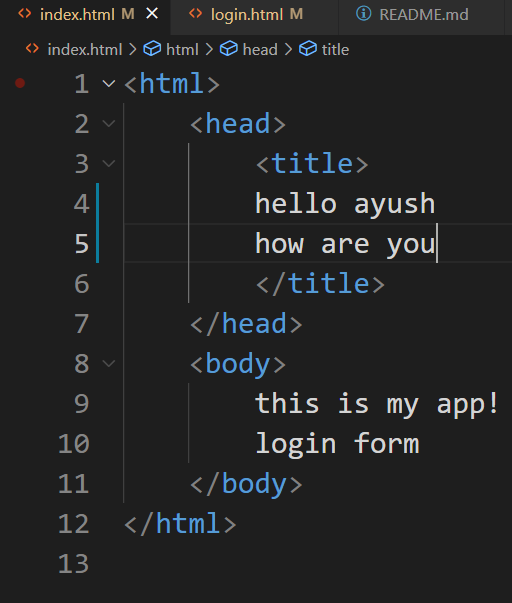 index.html M login.html M README.md
index.html > html > head > title
1 <html>
2 <head>
3 <title>
4 hello ayush
5 how are you
6 </title>
7 </head>
8 <body>
9 this is my app!
10 login form
11 </body>
12 </html>
13